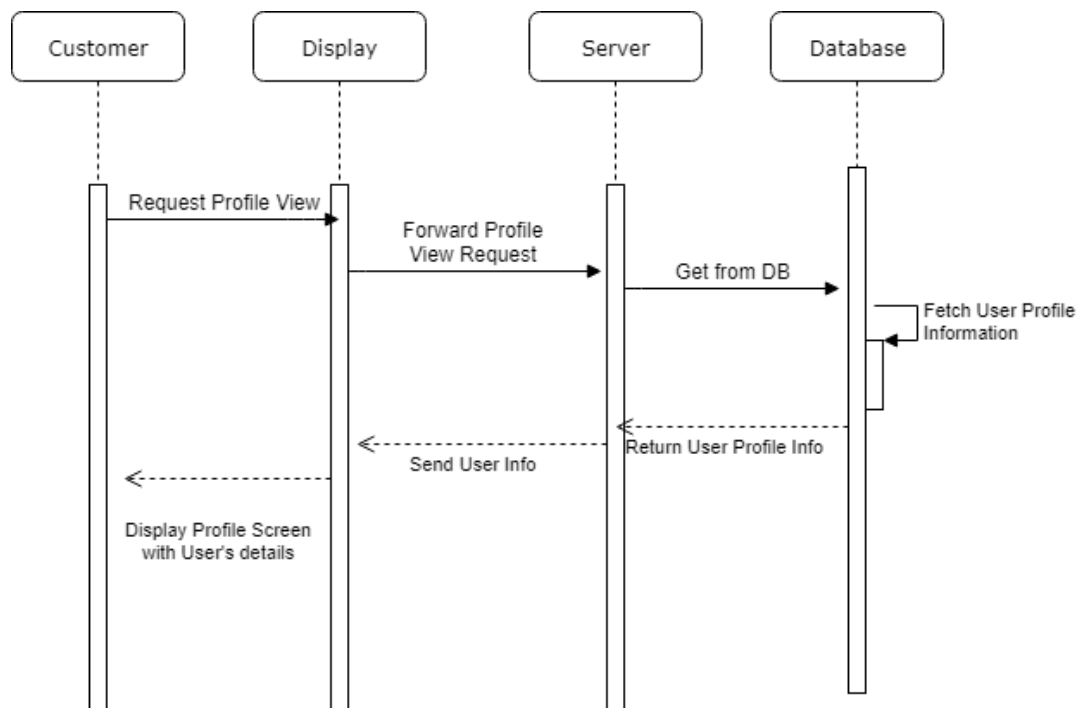 Customer
Display
Server
Database
Request Profile View
Forward Profile
View Request
Get from DB
Fetch User Profile
Information
Return User Profile Info
Send User Info
Display Profile Screen
with User's details